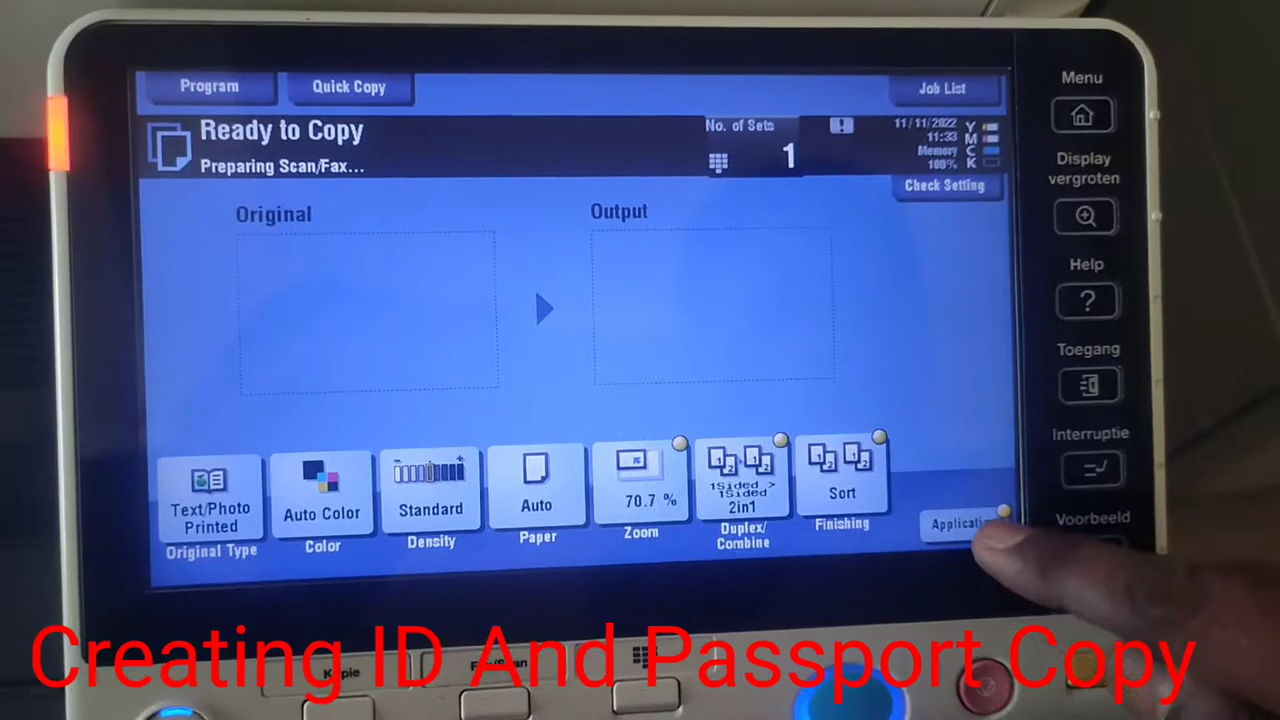 Program
Quick Copy
Job List
Menu
Ready to Copy
Preparing Scan/Fax...
No. of Sets
1
11/11/2022
11:33
Memory
100%
Y
M
C
K
Check Setting
Display
vergroten
Original
Output
Help
?
Toegang
Interruptie
Voorbeeld
Text/Photo
Printed
Original Type
Auto Color
Color
Standard
Density
Auto
Paper
70.7 %
Zoom
1Sided >
1Sided
2in1
Duplex/
Combine
Sort
Finishing
Kopie
Creating ID And Passport Copy